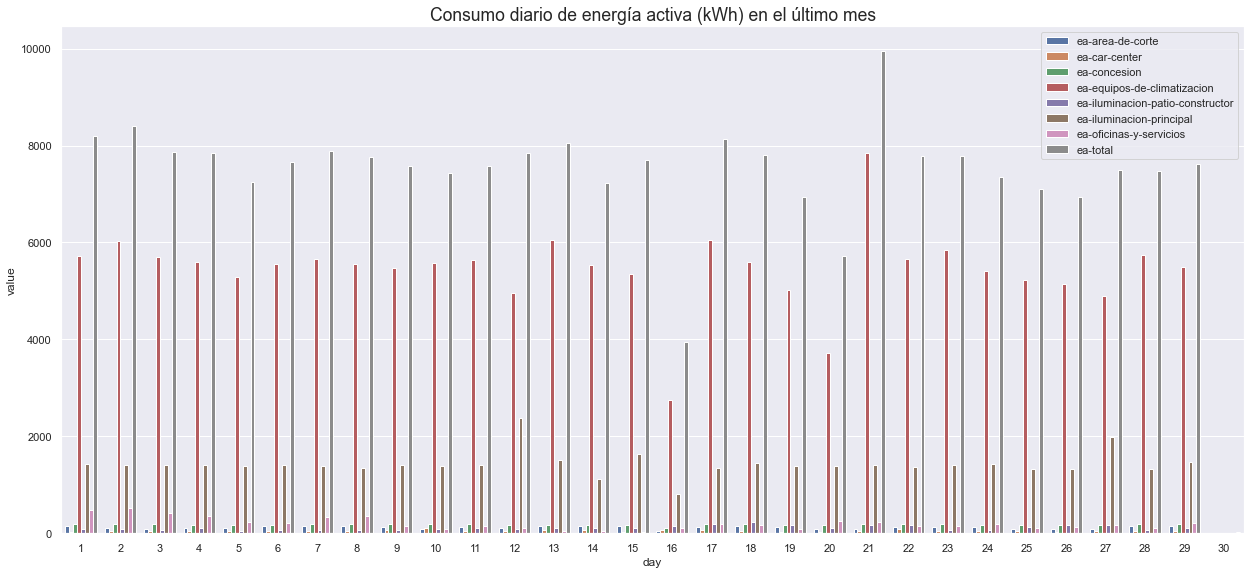 Consumo diario de energía activa (kWh) en el último mes
ea-area-de-corte
ea-car-center
ea-concesion
ea-equipos-de-climatizacion
ea-iluminacion-patio-constructor
ea-iluminacion-principal
ea-oficinas-y-servicios
ea-total
10000
8000
6000
4000
2000
0
value
1 2 3 4 5 6 7 8 9 10 11 12 13 14 15 16 17 18 19 20 21 22 23 24 25 26 27 28 29 30
day